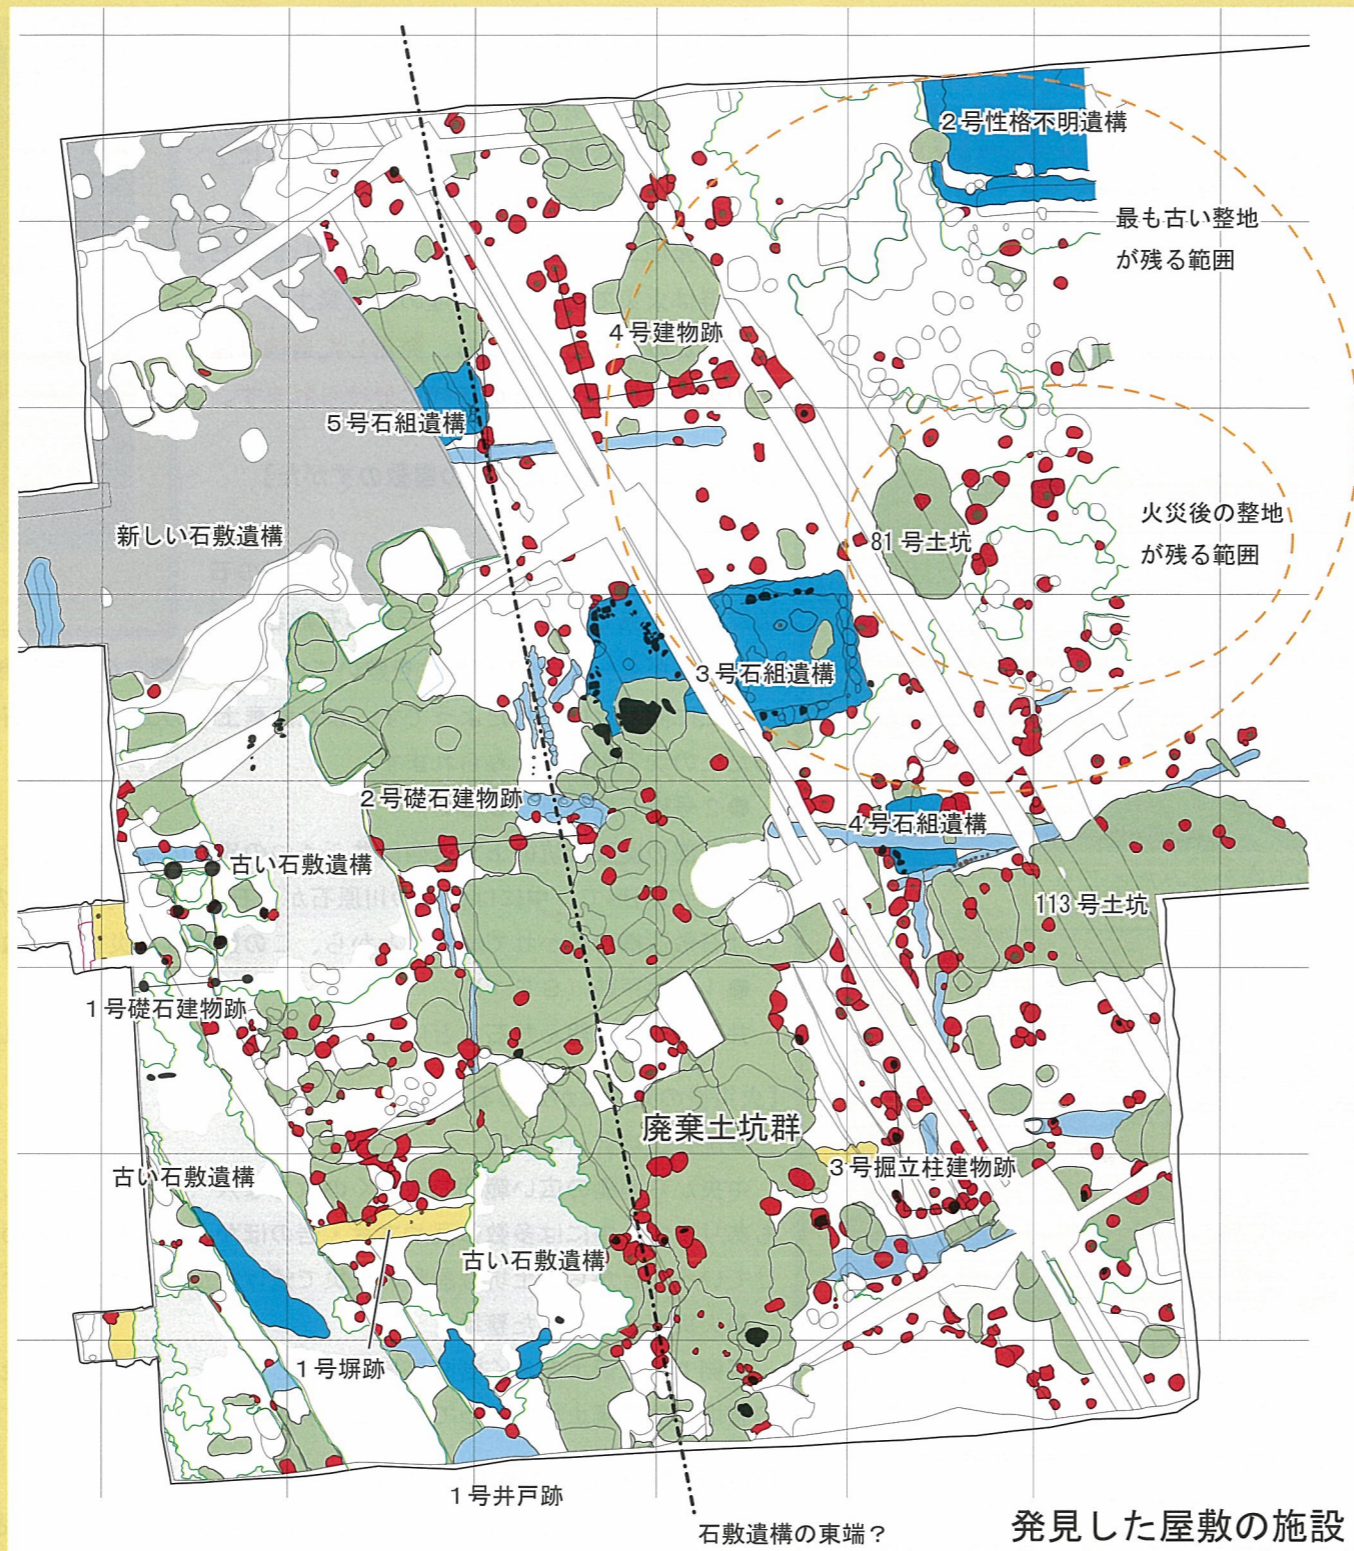 ２号性格不明遺構
最も古い整地
が残る範囲
４号建物跡
５号石組遺構
新しい石敷遺構
81 号土坑
火災後の整地
が残る範囲
３号石組遺構
２号礎石建物跡
４号石組遺構
古い石敷遺構
113 号土坑
１号礎石建物跡
廃棄土坑群
３号掘立柱建物跡
古い石敷遺構
古い石敷遺構
１号塀跡
１号井戸跡
石敷遺構の東端？
発見した屋敷の施設